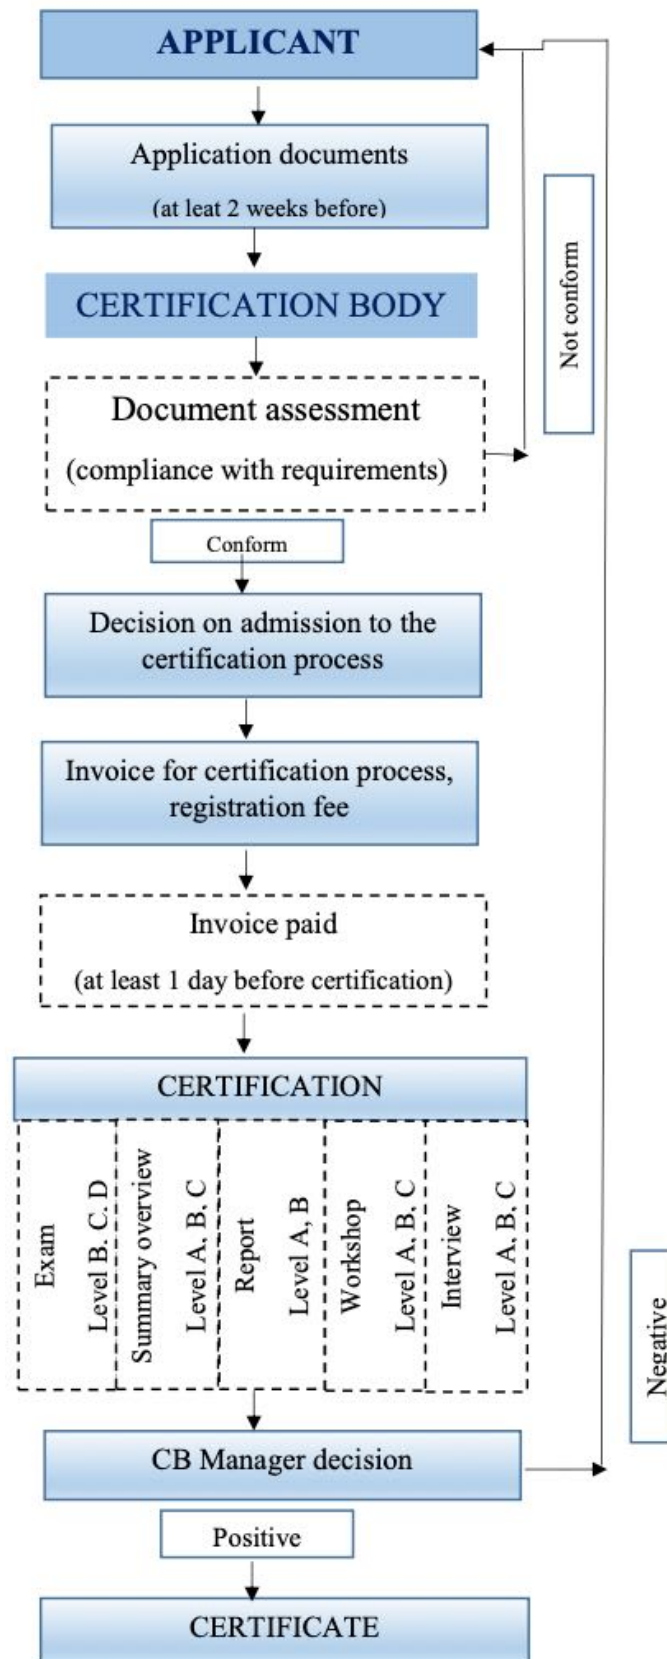 APPLICANT
Application documents
(at leat 2 weeks before)
CERTIFICATION BODY
Not conform
Document assessment
(compliance with requirements)
Conform
Decision on admission to the
certification process
Invoice for certification process,
registration fee
Invoice paid
(at least 1 day before certification)
CERTIFICATION
Exam
Level B. C. D
Summary overview
Level A, B, C
Report
Level A, B
Workshop
Level A, B, C
Interview
Level A, B, C
Negative
CB Manager decision
Positive
CERTIFICATE